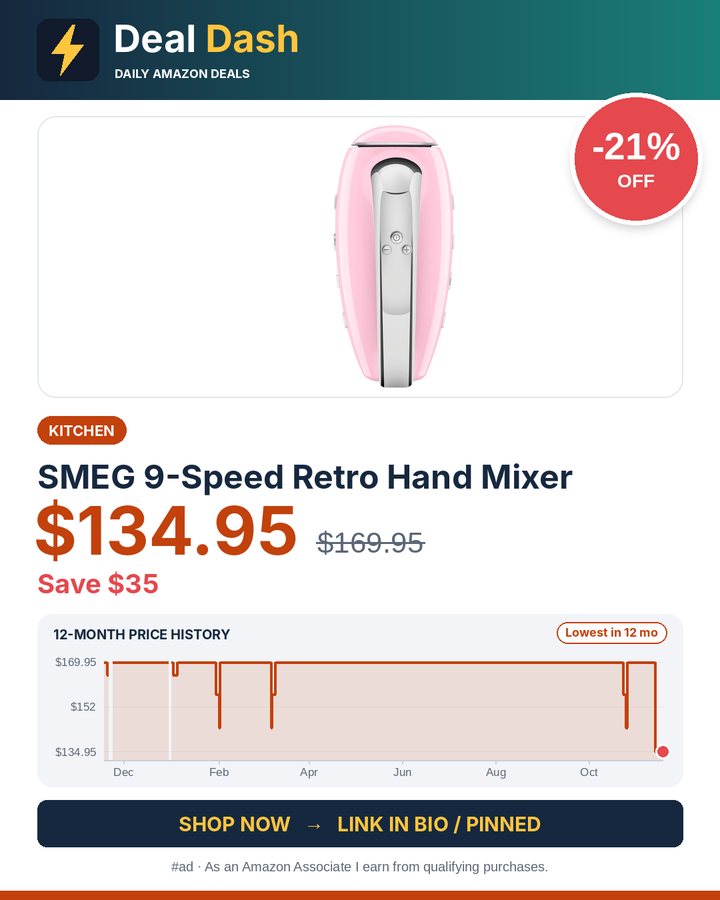 Deal Dash
DAILY AMAZON DEALS
-21%
OFF
KITCHEN
SMEG 9-Speed Retro Hand Mixer
$134.95 $169.95
Save $35
12-MONTH PRICE HISTORY
Lowest in 12 mo
$169.95
$152
$134.95
Dec Feb Apr Jun Aug Oct
SHOP NOW → LINK IN BIO / PINNED
#ad · As an Amazon Associate I earn from qualifying purchases.